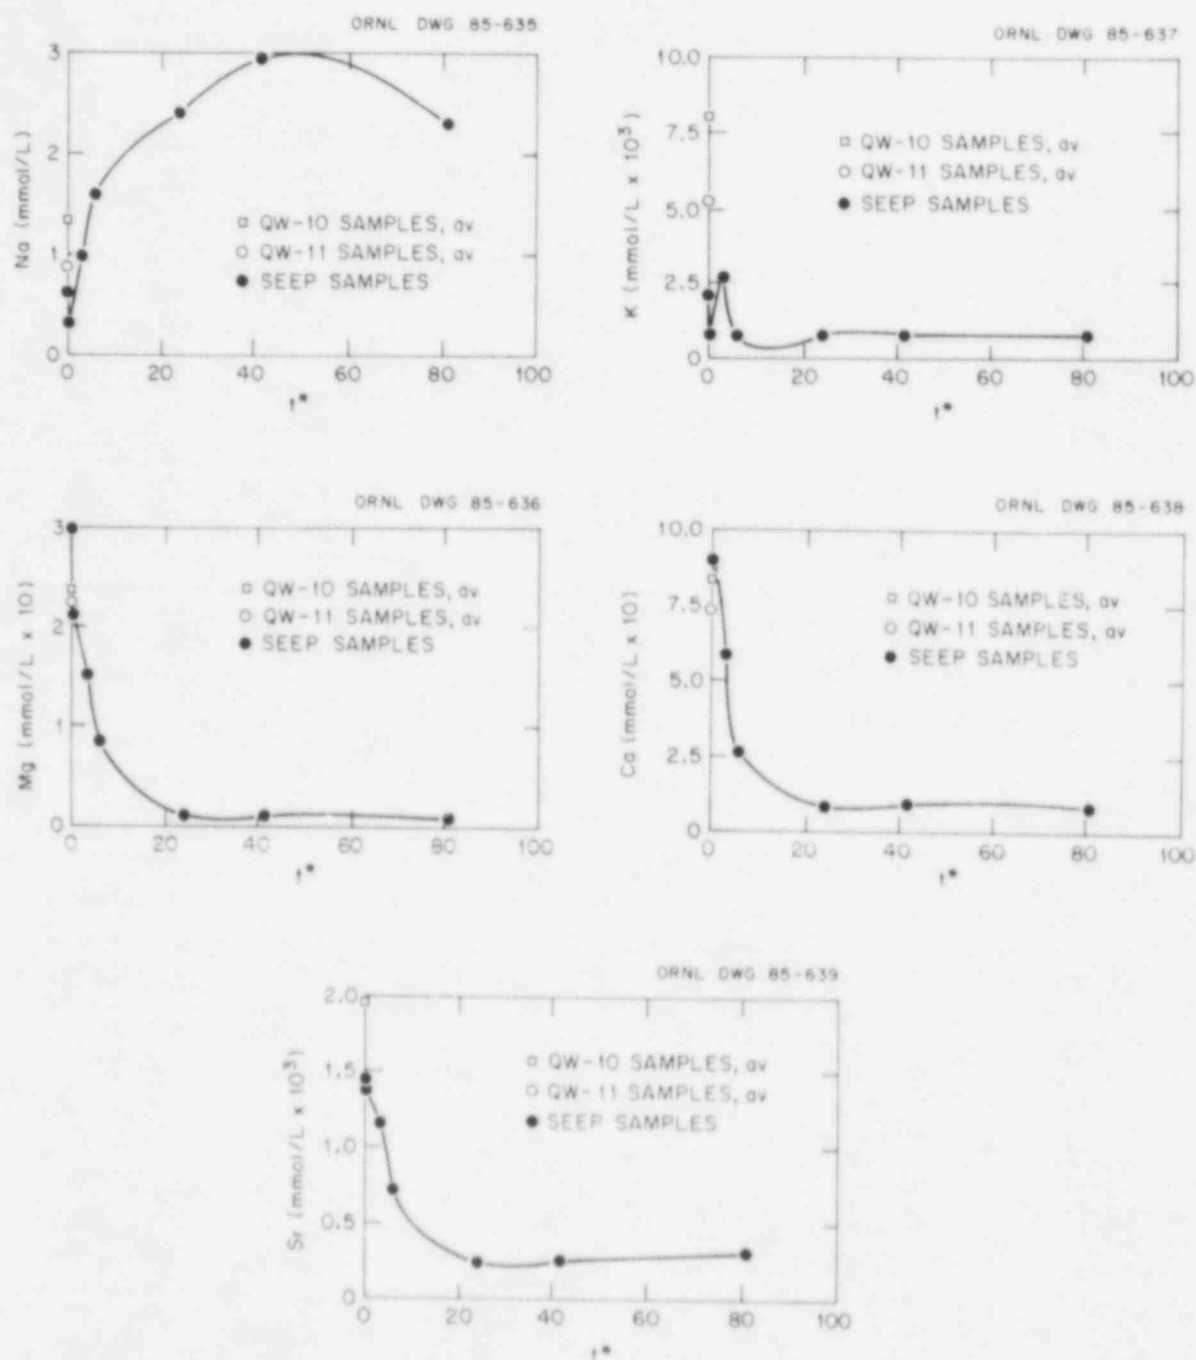 ORNL DWG 85-635
3
2
1
0
Na (mmol/L)
□ QW-10 SAMPLES, av
○ QW-11 SAMPLES, av
● SEEP SAMPLES
0 20 40 60 80 100
t*
ORNL DWG 85-637
10.0
7.5
5.0
2.5
0
K (mmol/L x 10³)
□ QW-10 SAMPLES, av
○ QW-11 SAMPLES, av
● SEEP SAMPLES
0 20 40 60 80 100
t*
ORNL DWG 85-636
3
2
1
0
Mg (mmol/L x 10)
□ QW-10 SAMPLES, av
○ QW-11 SAMPLES, av
● SEEP SAMPLES
0 20 40 60 80 100
t*
ORNL DWG 85-638
10.0
7.5
5.0
2.5
0
Ca (mmol/L x 10)
□ QW-10 SAMPLES, av
○ QW-11 SAMPLES, av
● SEEP SAMPLES
0 20 40 60 80 100
t*
ORNL DWG 85-639
2.0
1.5
1.0
0.5
0
Sr (mmol/L x 10³)
□ QW-10 SAMPLES, av
○ QW-11 SAMPLES, av
● SEEP SAMPLES
0 20 40 60 80 100
t*